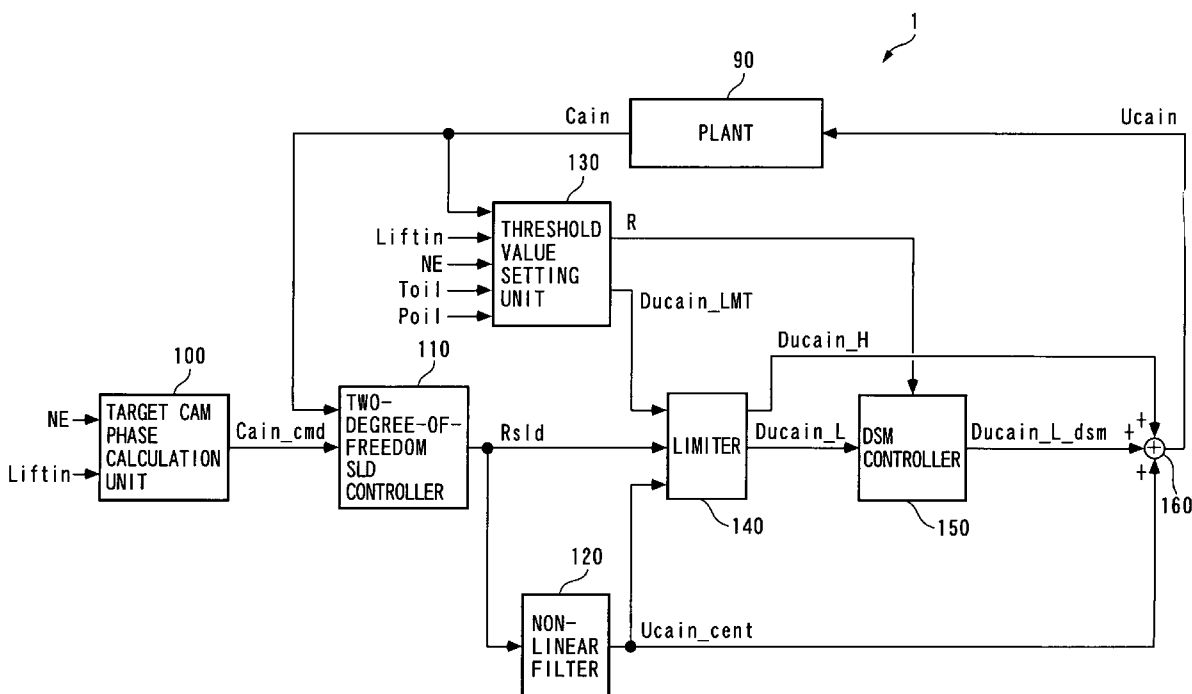 1
90
Cain
PLANT
Ucain
130
THRESHOLD
VALUE
SETTING
UNIT
R
Liftin
NE
Toil
Poil
Ducain_LMT
Ducain_H
100
110
TARGET CAM
PHASE
CALCULATION
UNIT
NE
Liftin
Cain_cmd
TWO-
DEGREE-OF-
FREEDOM
SLD
CONTROLLER
Rsld
LIMITER
140
Ducain_L
DSM
CONTROLLER
150
Ducain_L_dsm
+
+
+
+
160
120
NON-
LINEAR
FILTER
Ucain_cent